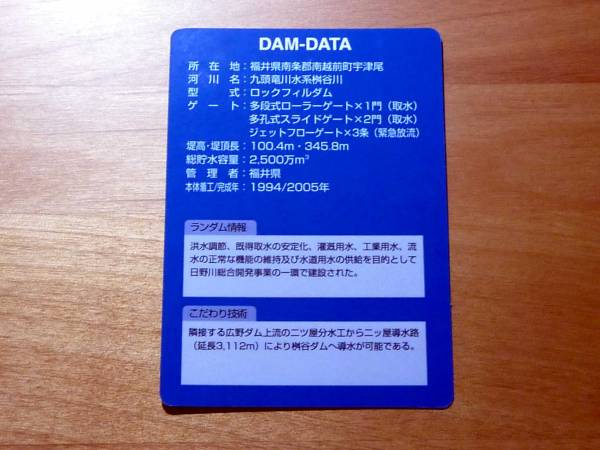 DAM-DATA
所在地：福井県南条郡南越前町宇津尾
河川名：九頭竜川水系桝谷川
型式：ロックフィルダム
ゲート：多段式ローラーゲート×1門（取水）
多孔式スライドゲート×2門（取水）
ジェットフローゲート×3条（緊急放流）
堤高・堤頂長：100.4m・345.8m
総貯水容量：2,500万m³
管理者：福井県
本体着工/完成年：1994/2005年
ランダム情報
洪水調節、既得取水の安定化、灌漑用水、工業用水、流
水の正常な機能の維持及び水道用水の供給を目的として
日野川総合開発事業の一環で建設された。
こだわり技術
隣接する広野ダム上流の二ツ屋分水工から二ッ屋導水路
（延長3,112m）により桝谷ダムへ導水が可能である。